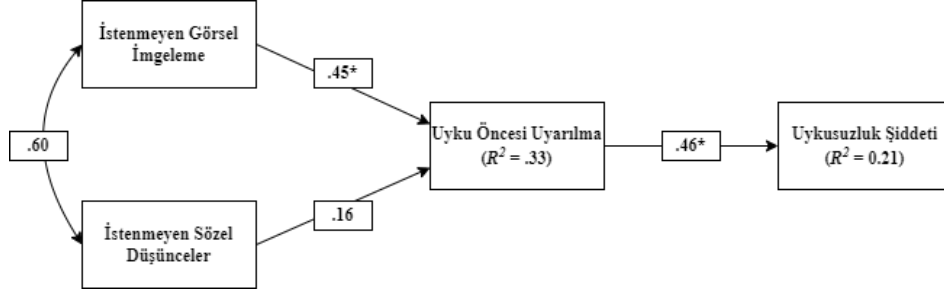 İstenmeyen Görsel
İmgeleme
.45*
.60
Uyku Öncesi Uyarılma
(R² = .33)
.46*
Uykusuzluk Şiddeti
(R² = 0.21)
.16
İstenmeyen Sözel
Düşünceler